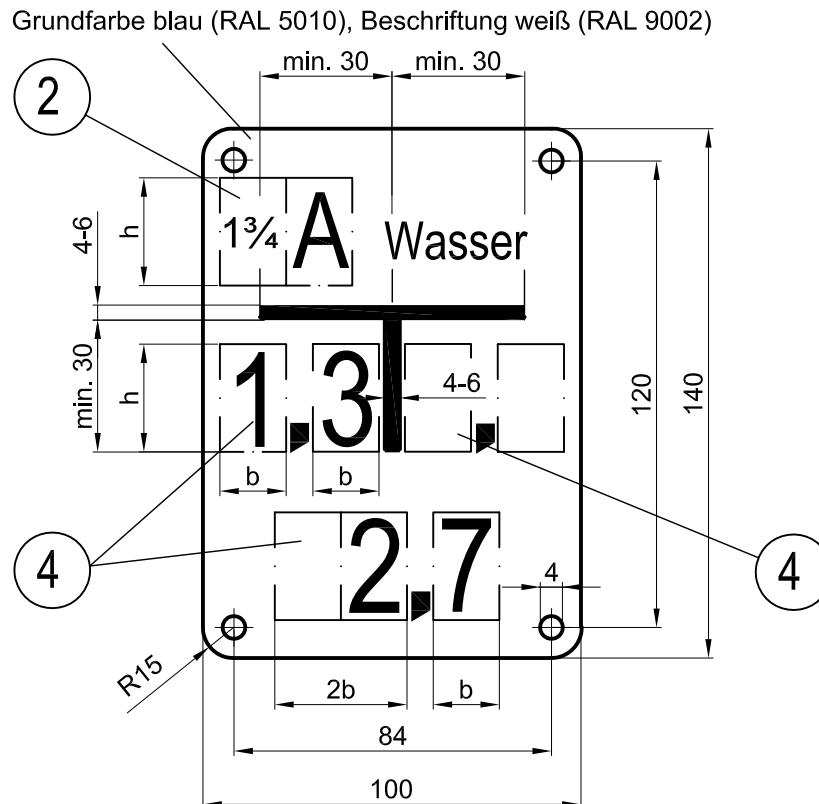 Grundfarbe blau (RAL 5010), Beschriftung weiß (RAL 9002)
min. 30 min. 30
2
1¾ A Wasser
4-6 h
min. 30 h
1,3 4-6 ,
120 140
b b
4 2,7 4 4
R15
2b b
84
100